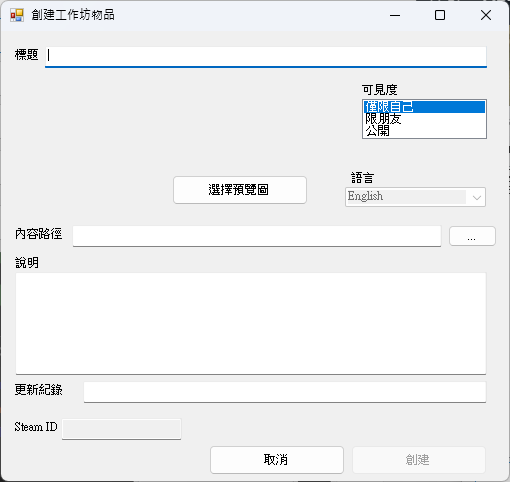 創建工作坊物品
標題
可見度
僅限自己
限朋友
公開
選擇預覽圖
語言
English
內容路徑
...
說明
更新紀錄
Steam ID
取消
創建